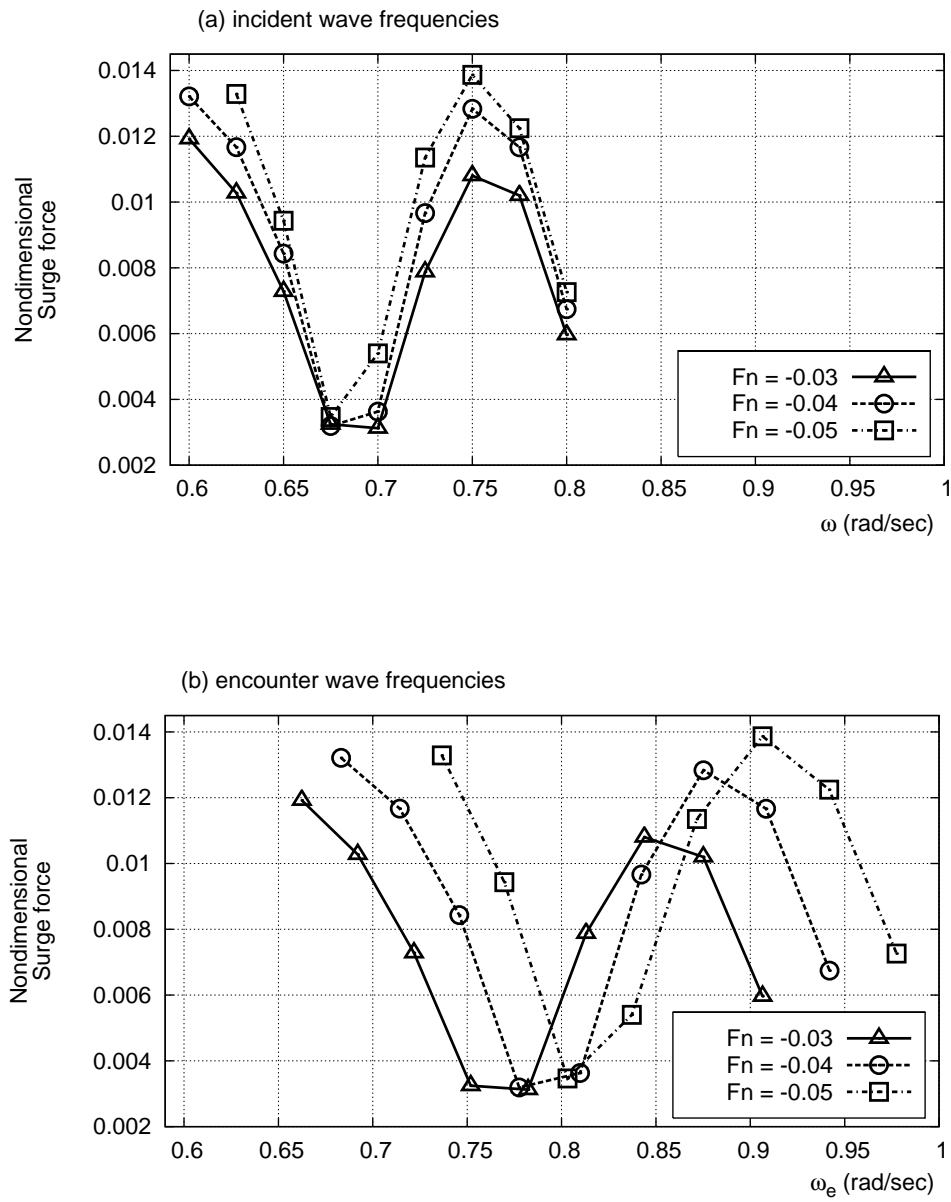 (a) incident wave frequencies
0.014
0.012
0.01
0.008
0.006
0.004
0.002
Nondimensional
Surge force
Fn = -0.03
Fn = -0.04
Fn = -0.05
0.6 0.65 0.7 0.75 0.8 0.85 0.9 0.95 1
ω (rad/sec)
(b) encounter wave frequencies
0.014
0.012
0.01
0.008
0.006
0.004
0.002
Nondimensional
Surge force
Fn = -0.03
Fn = -0.04
Fn = -0.05
0.6 0.65 0.7 0.75 0.8 0.85 0.9 0.95 1
ωe (rad/sec)